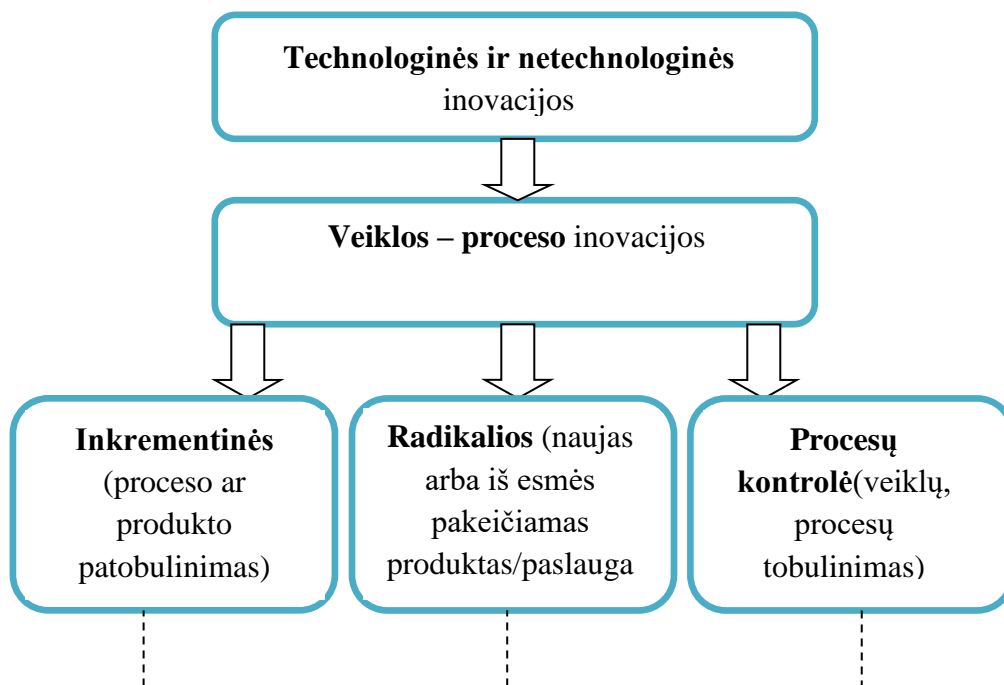 Technologinės ir netechnologinės
inovacijos
Veiklos – proceso inovacijos
Inkrementinės
(proceso ar
produkto
patobulinimas)
Radikalios (naujas
arba iš esmės
pakeičiamas
produktas/paslauga
Procesų
kontrolė(veiklų,
procesų
tobulinimas)